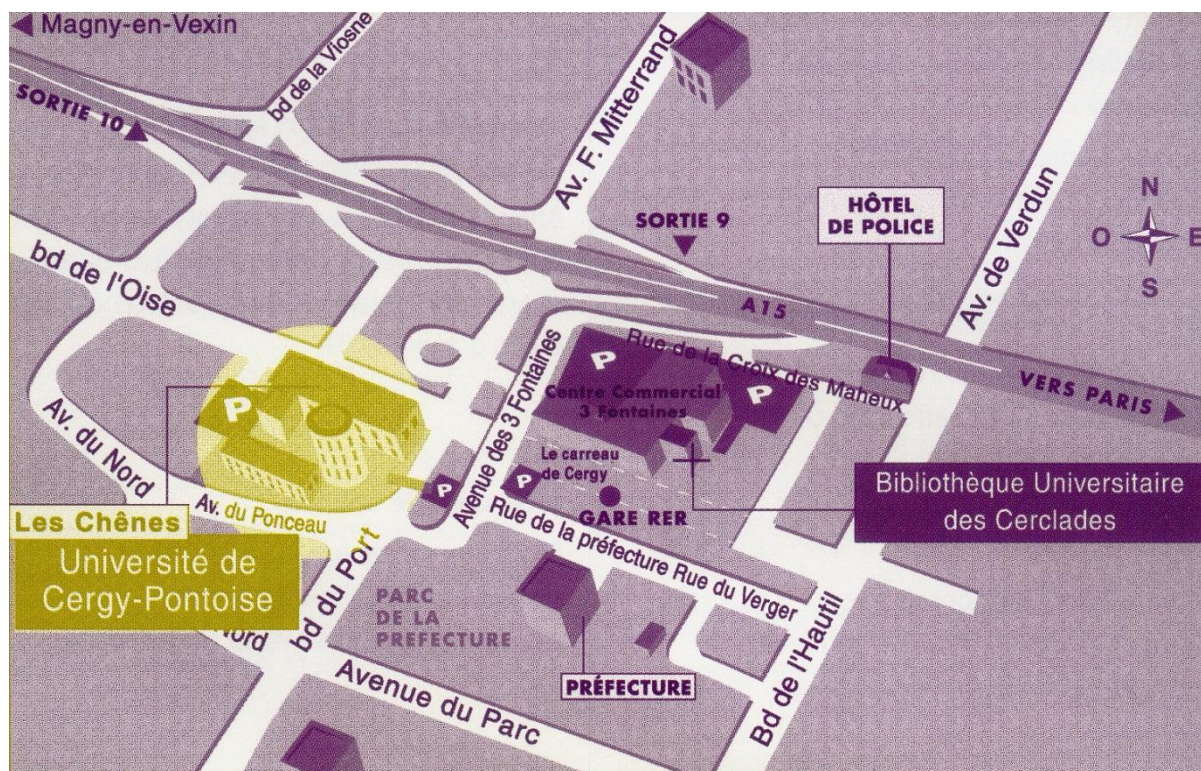 Magny-en-Vexin
SORTIE 10
bd de la Viosne
Av. F. Mitterrand
SORTIE 9
HÔTEL
DE POLICE
Av. de Verdun
N
O E
S
bd de l'Oise
A15
VERS PARIS
Rue de la Croix des Maheux
P
P
Centre Commercial
3 Fontaines
Avenue des 3 Fontaines
Le carreau
de Cergy
P
P
P
GARE RER
Bibliothèque Universitaire
des Cerclades
Av. du Nord
Av. du Ponceau
Les Chênes
Université de
Cergy-Pontoise
Rue de la préfecture
Rue du Verger
bd du Port
PARC
DE LA
PREFECTURE
PRÉFECTURE
Nord
Avenue du Parc
Bd de l'Hautil